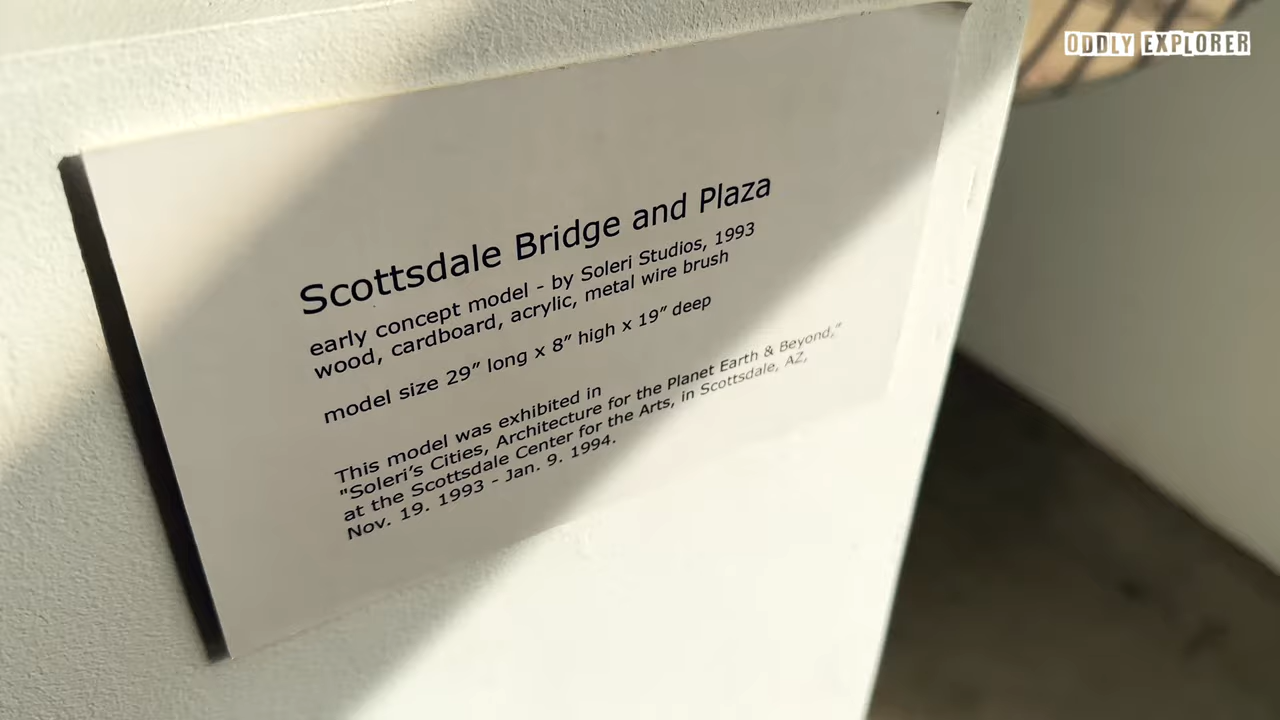 ODDLY EXPLORER
Scottsdale Bridge and Plaza
early concept model - by Soleri Studios, 1993
wood, cardboard, acrylic, metal wire brush
model size 29” long x 8” high x 19” deep
This model was exhibited in
"Soleri’s Cities, Architecture for the Planet Earth & Beyond,”
at the Scottsdale Center for the Arts, in Scottsdale, AZ,
Nov. 19. 1993 - Jan. 9. 1994.